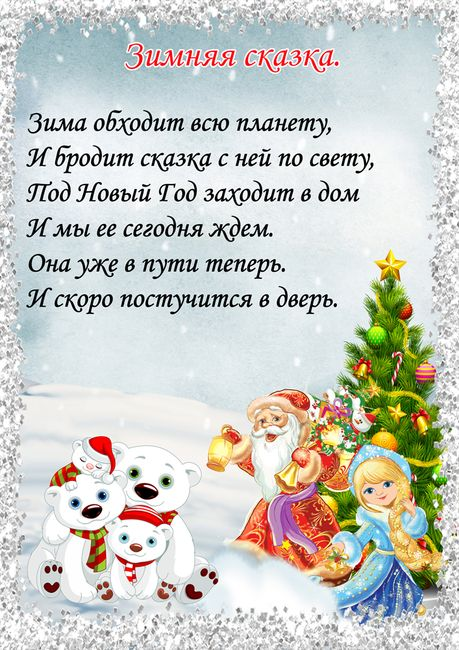 Зимняя сказка.
Зима обходит всю планету,
И бродит сказка с ней по свету,
Под Новый Год заходит в дом
И мы ее сегодня ждем.
Она уже в пути теперь.
И скоро постучится в дверь.